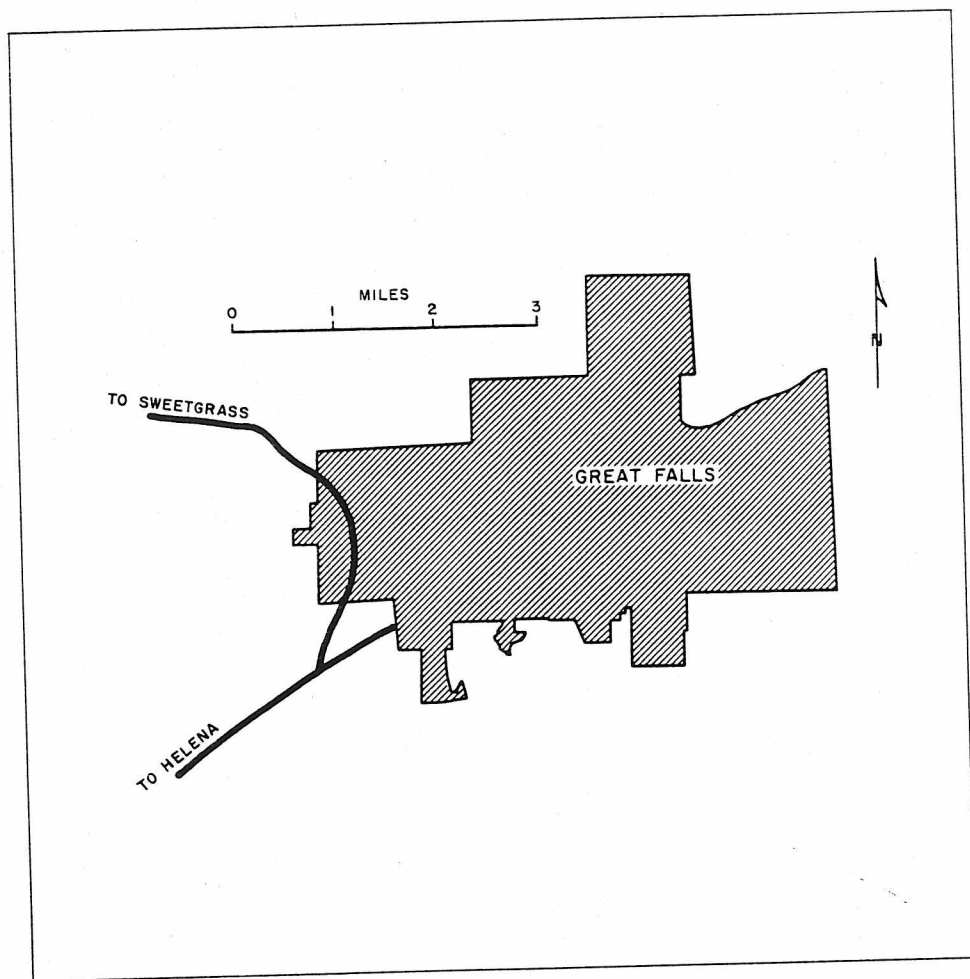 MILES
0 1 2 3
N
TO SWEETGRASS
GREAT FALLS
TO HELENA